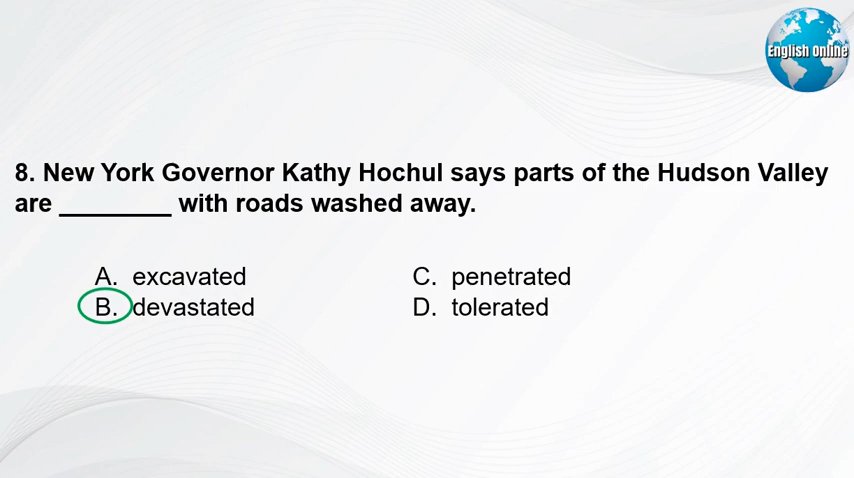 English Online
8. New York Governor Kathy Hochul says parts of the Hudson Valley
are ________ with roads washed away.
A. excavated
B. devastated
C. penetrated
D. tolerated